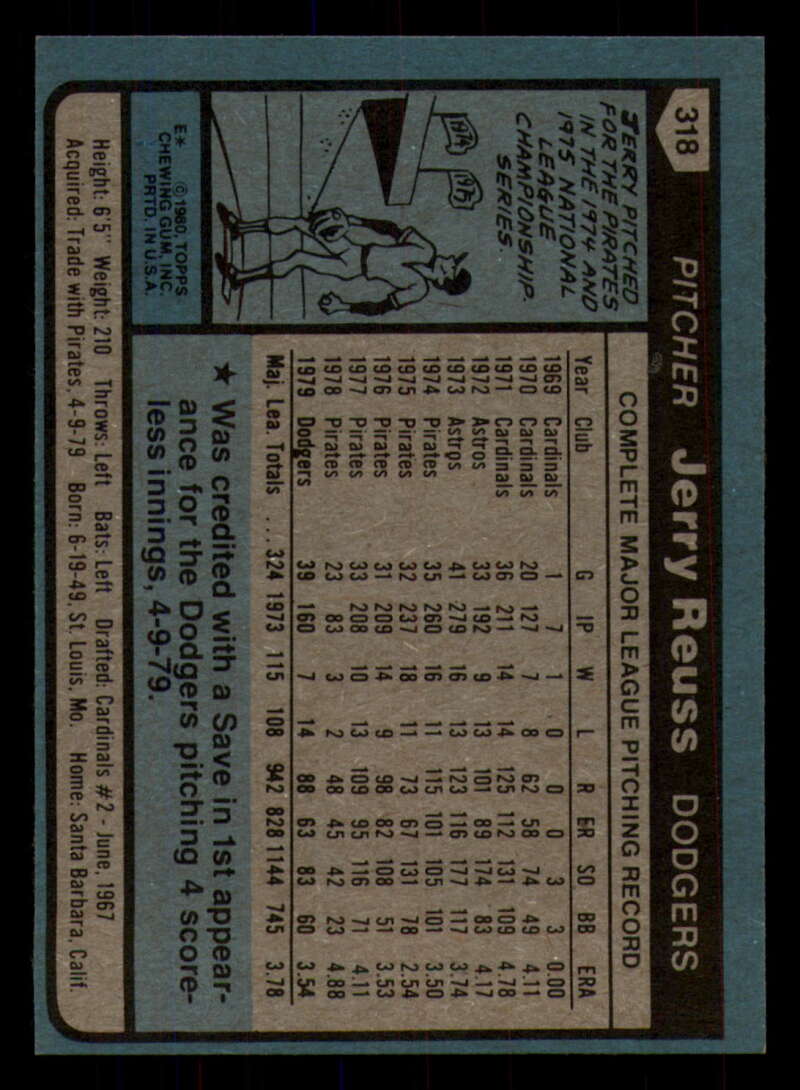 318 PITCHER Jerry Reuss DODGERS
JERRY PITCHED
FOR THE PIRATES
IN THE 1974 AND
1975 NATIONAL
LEAGUE
CHAMPIONSHIP
SERIES.
1974 1975
E* © 1980, TOPPS
CHEWING GUM, INC.
PRTD. IN U.S.A.
COMPLETE MAJOR LEAGUE PITCHING RECORD
Year Club G IP W L R ER SO BB ERA
1969 Cardinals 1 7 1 0 0 0 3 3 0.00
1970 Cardinals 20 127 7 8 62 58 74 49 4.11
1971 Cardinals 36 211 14 14 125 112 131 109 4.78
1972 Astros 33 192 9 13 101 89 174 83 4.17
1973 Astros 41 279 16 13 123 116 177 117 3.74
1974 Pirates 35 260 16 11 115 101 105 101 3.50
1975 Pirates 32 237 18 11 73 67 131 78 2.54
1976 Pirates 31 209 14 9 98 82 108 51 3.53
1977 Pirates 33 208 10 13 109 95 116 71 4.11
1978 Pirates 23 83 3 2 48 45 42 23 4.88
1979 Dodgers 39 160 7 14 88 63 83 60 3.54
Maj. Lea. Totals ... 324 1973 115 108 942 828 1144 745 3.78
★ Was credited with a Save in 1st appear-
ance for the Dodgers pitching 4 score-
less innings, 4-9-79.
Height: 6'5" Weight: 210 Throws: Left Bats: Left Drafted: Cardinals #2 - June, 1967
Acquired: Trade with Pirates, 4-9-79 Born: 6-19-49, St. Louis, Mo. Home: Santa Barbara, Calif.